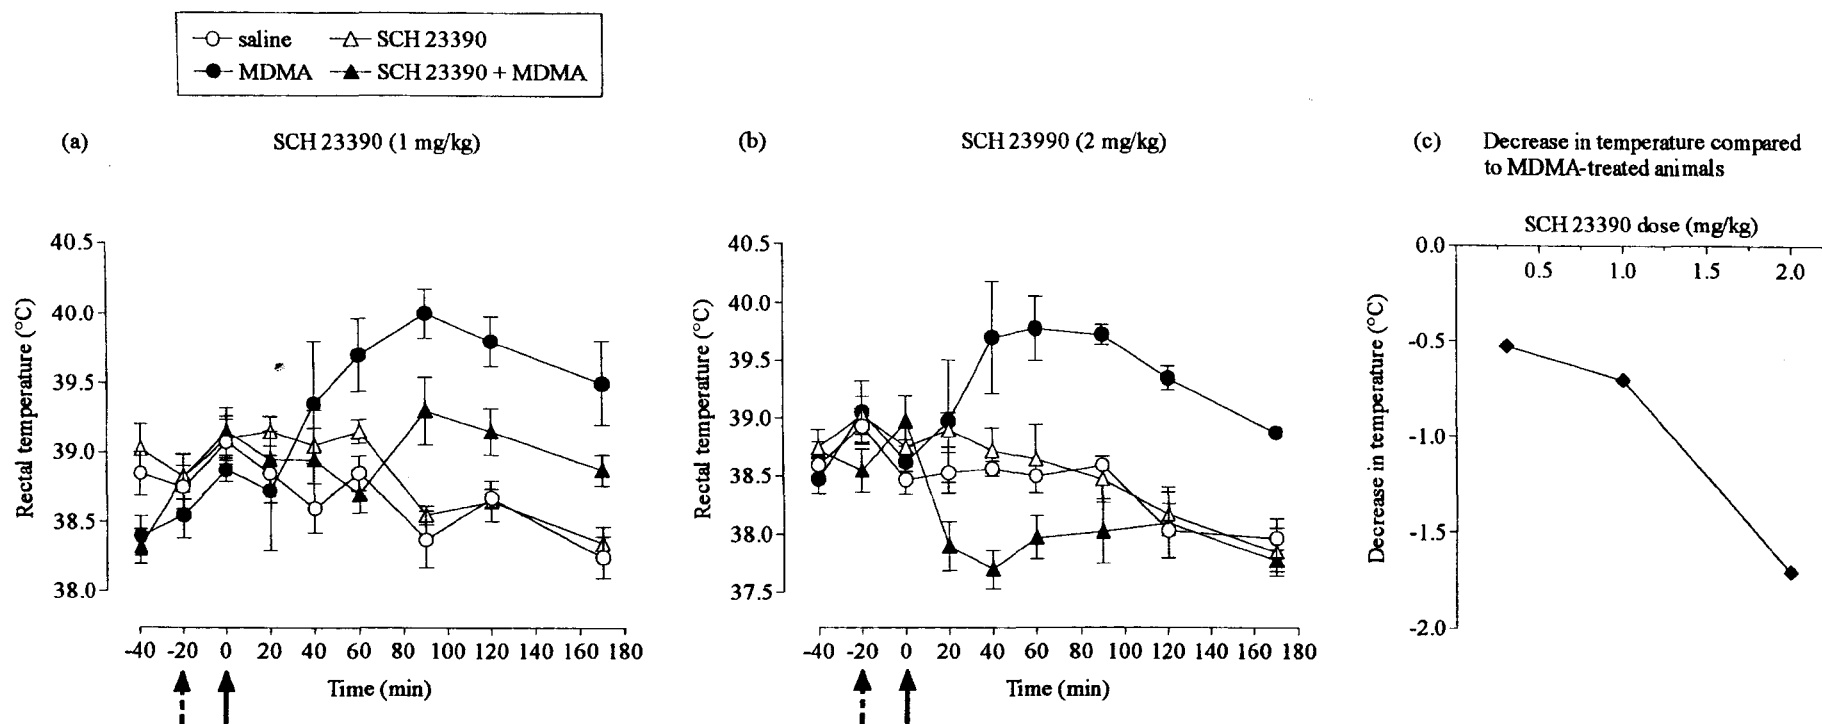 saline SCH 23390
MDMA SCH 23390 + MDMA
(a) SCH 23390 (1 mg/kg)
Rectal temperature (°C)
40.5
40.0
39.5
39.0
38.5
38.0
-40 -20 0 20 40 60 80 100 120 140 160 180
Time (min)
(b) SCH 23990 (2 mg/kg)
Rectal temperature (°C)
40.5
40.0
39.5
39.0
38.5
38.0
37.5
-40 -20 0 20 40 60 80 100 120 140 160 180
Time (min)
(c) Decrease in temperature compared
to MDMA-treated animals
SCH 23390 dose (mg/kg)
0.5 1.0 1.5 2.0
Decrease in temperature (°C)
0.0
-0.5
-1.0
-1.5
-2.0